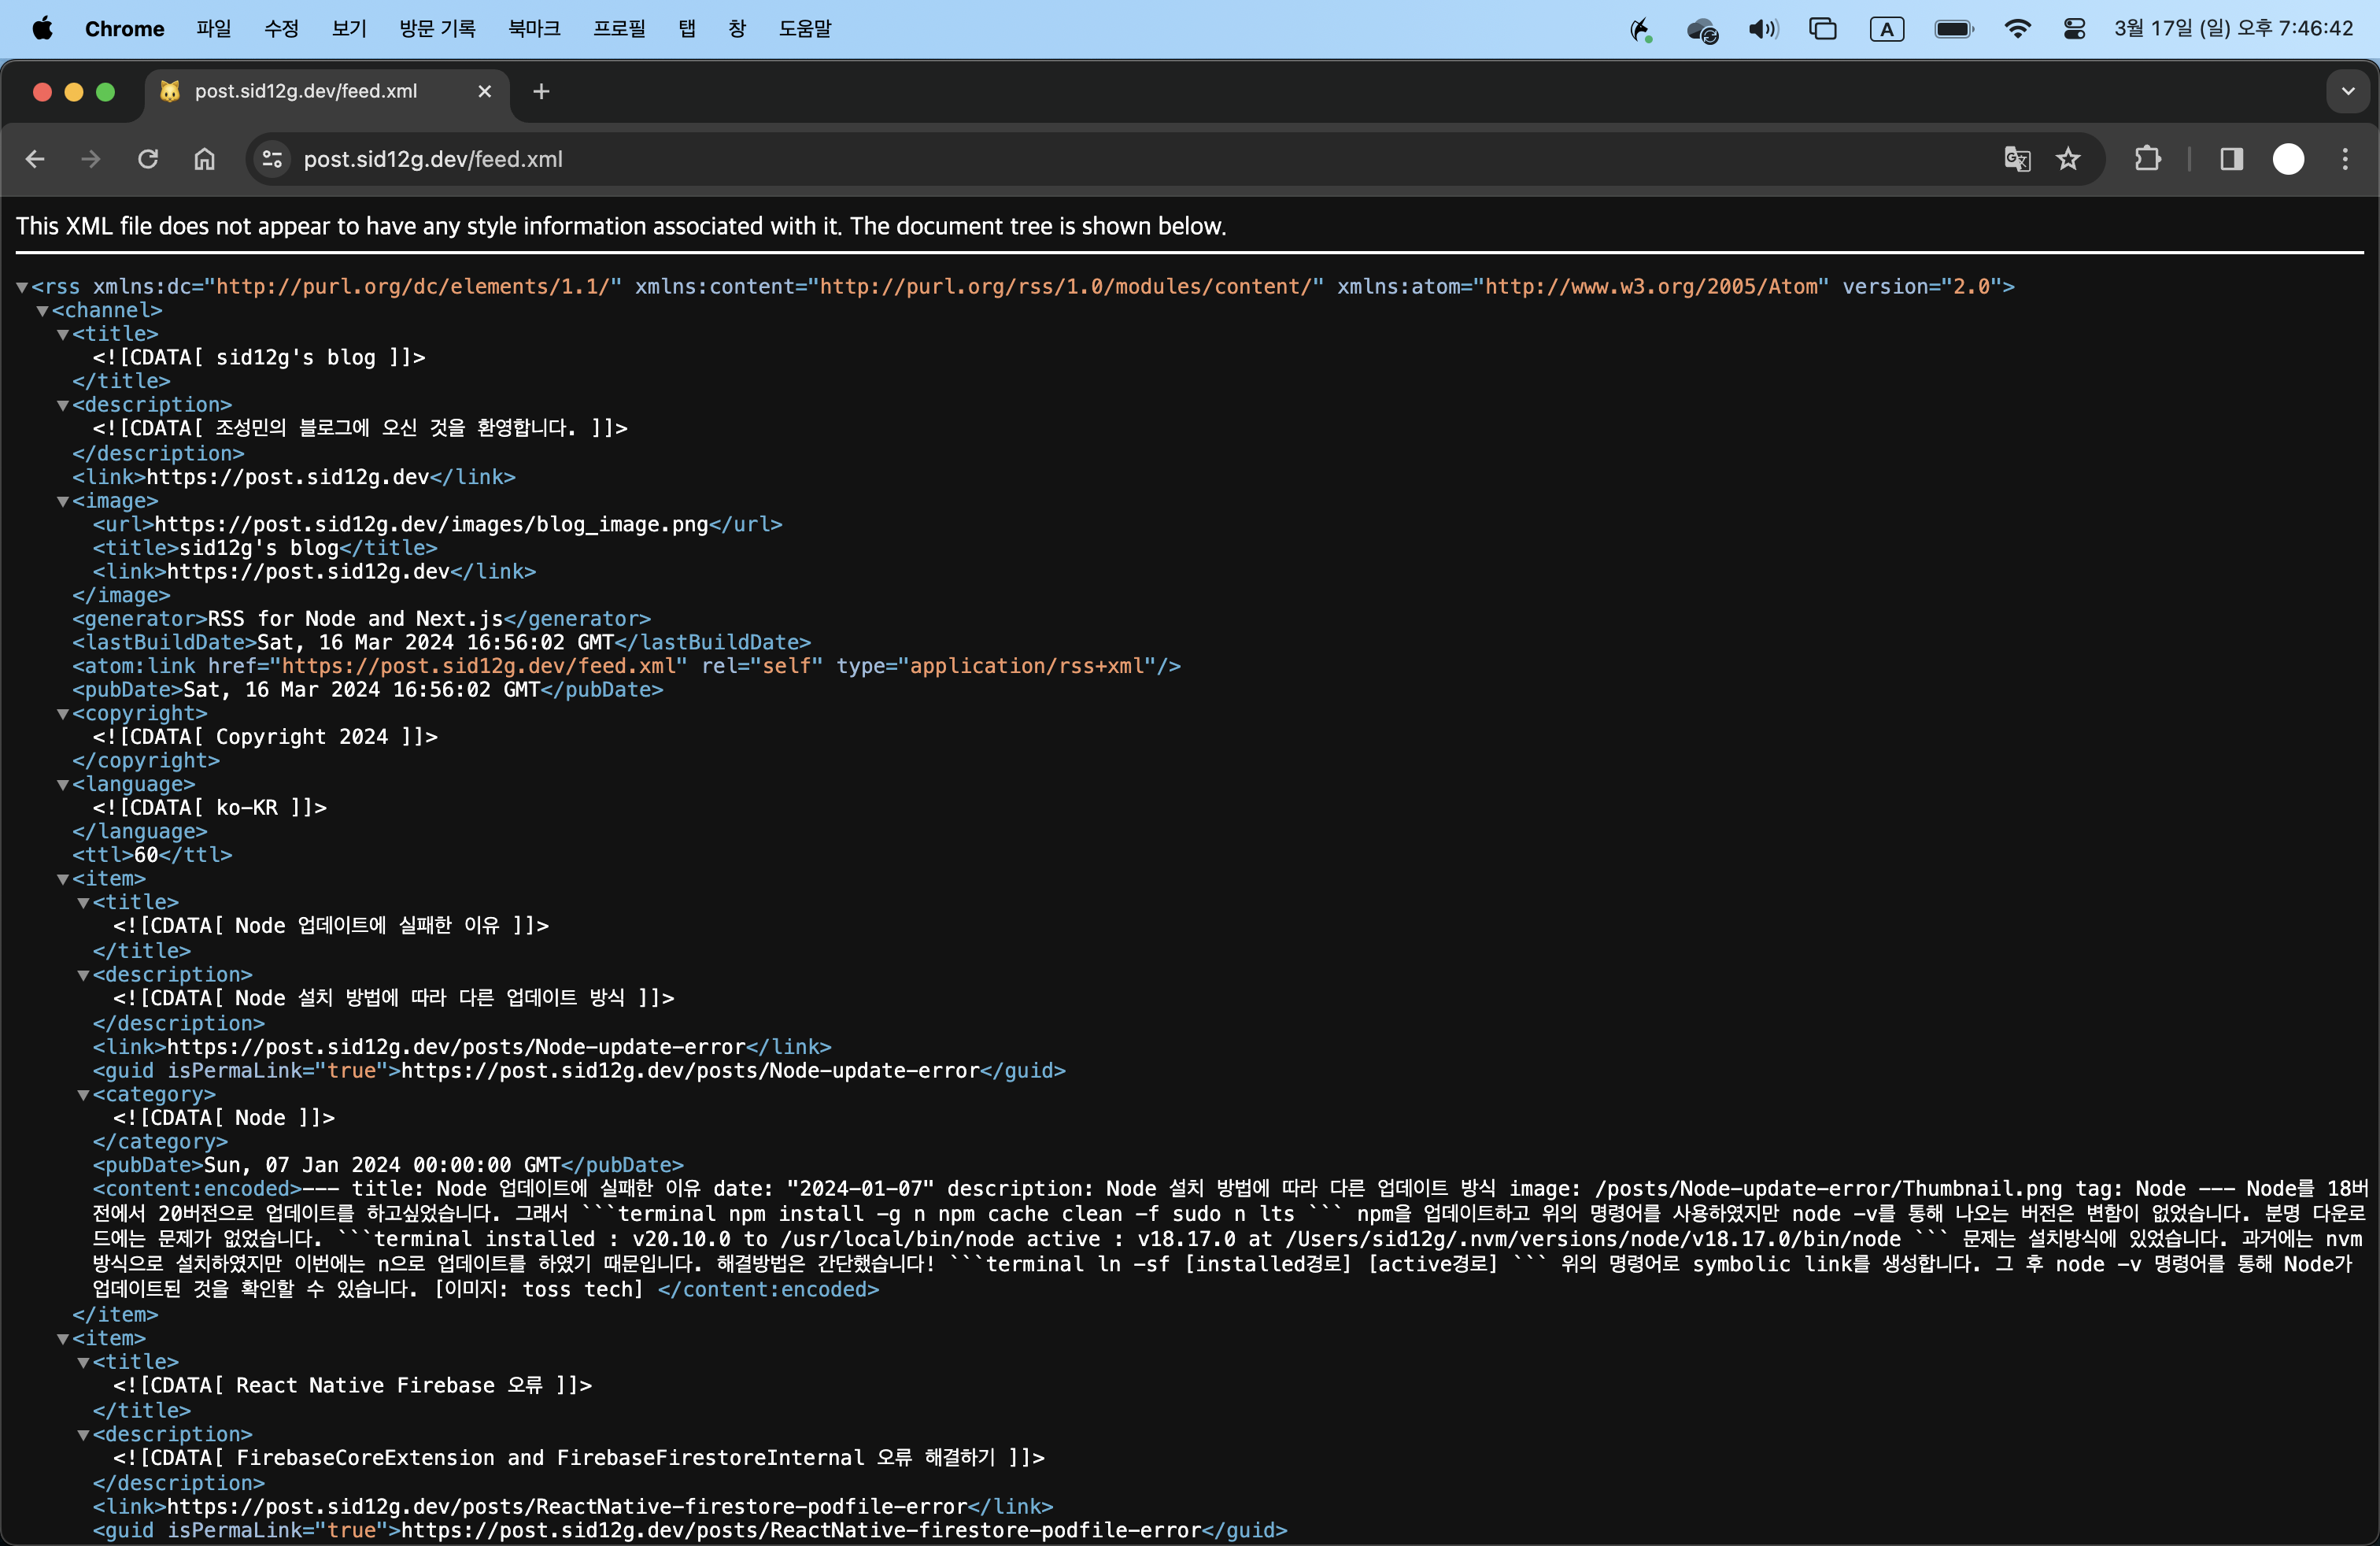 Chrome 파일 수정 보기 방문 기록 북마크 프로필 탭 창 도움말 A 3월 17일 (일) 오후 7:46:42
post.sid12g.dev/feed.xml
post.sid12g.dev/feed.xml
This XML file does not appear to have any style information associated with it. The document tree is shown below.
▼<rss xmlns:dc="http://purl.org/dc/elements/1.1/" xmlns:content="http://purl.org/rss/1.0/modules/content/" xmlns:atom="http://www.w3.org/2005/Atom" version="2.0">
▼<channel>
▼<title>
<![CDATA[ sid12g's blog ]]>
</title>
▼<description>
<![CDATA[ 조성민의 블로그에 오신 것을 환영합니다. ]]>
</description>
<link>https://post.sid12g.dev</link>
▼<image>
<url>https://post.sid12g.dev/images/blog_image.png</url>
<title>sid12g's blog</title>
<link>https://post.sid12g.dev</link>
</image>
<generator>RSS for Node and Next.js</generator>
<lastBuildDate>Sat, 16 Mar 2024 16:56:02 GMT</lastBuildDate>
<atom:link href="https://post.sid12g.dev/feed.xml" rel="self" type="application/rss+xml"/>
<pubDate>Sat, 16 Mar 2024 16:56:02 GMT</pubDate>
▼<copyright>
<![CDATA[ Copyright 2024 ]]>
</copyright>
▼<language>
<![CDATA[ ko-KR ]]>
</language>
<ttl>60</ttl>
▼<item>
▼<title>
<![CDATA[ Node 업데이트에 실패한 이유 ]]>
</title>
▼<description>
<![CDATA[ Node 설치 방법에 따라 다른 업데이트 방식 ]]>
</description>
<link>https://post.sid12g.dev/posts/Node-update-error</link>
<guid isPermaLink="true">https://post.sid12g.dev/posts/Node-update-error</guid>
▼<category>
<![CDATA[ Node ]]>
</category>
<pubDate>Sun, 07 Jan 2024 00:00:00 GMT</pubDate>
<content:encoded>--- title: Node 업데이트에 실패한 이유 date: "2024-01-07" description: Node 설치 방법에 따라 다른 업데이트 방식 image: /posts/Node-update-error/Thumbnail.png tag: Node --- Node를 18버
전에서 20버전으로 업데이트를 하고싶었습니다. 그래서 ```terminal npm install -g n npm cache clean -f sudo n lts ``` npm을 업데이트하고 위의 명령어를 사용하였지만 node -v를 통해 나오는 버전은 변함이 없었습니다. 분명 다운로
드에는 문제가 없었습니다. ```terminal installed : v20.10.0 to /usr/local/bin/node active : v18.17.0 at /Users/sid12g/.nvm/versions/node/v18.17.0/bin/node ``` 문제는 설치방식에 있었습니다. 과거에는 nvm
방식으로 설치하였지만 이번에는 n으로 업데이트를 하였기 때문입니다. 해결방법은 간단했습니다! ```terminal ln -sf [installed경로] [active경로] ``` 위의 명령어로 symbolic link를 생성합니다. 그 후 node -v 명령어를 통해 Node가
업데이트된 것을 확인할 수 있습니다. [이미지: toss tech] </content:encoded>
</item>
▼<item>
▼<title>
<![CDATA[ React Native Firebase 오류 ]]>
</title>
▼<description>
<![CDATA[ FirebaseCoreExtension and FirebaseFirestoreInternal 오류 해결하기 ]]>
</description>
<link>https://post.sid12g.dev/posts/ReactNative-firestore-podfile-error</link>
<guid isPermaLink="true">https://post.sid12g.dev/posts/ReactNative-firestore-podfile-error</guid>